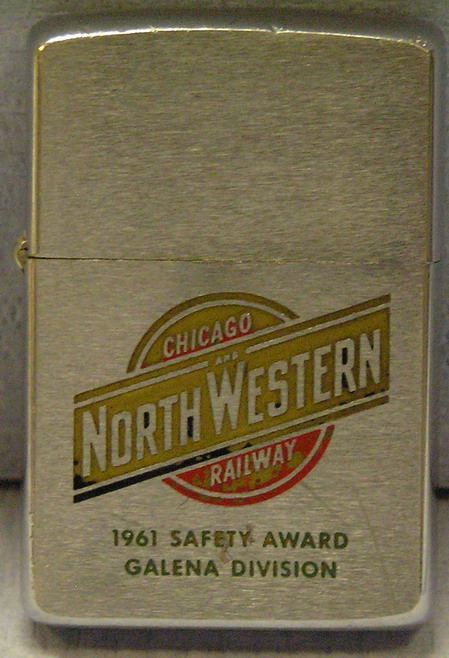 CHICAGO
AND
NORTH WESTERN
RAILWAY
1961 SAFETY AWARD
GALENA DIVISION